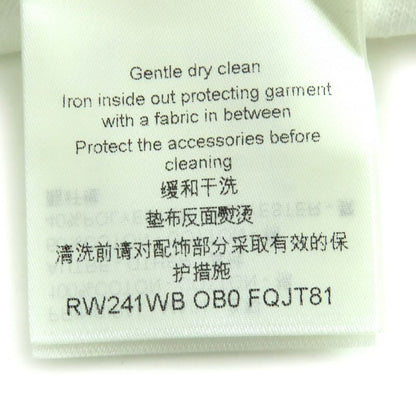 Gentle dry clean
Iron inside out protecting garment
with a fabric in between
Protect the accessories before
cleaning
缓和干洗
垫布反面熨烫
清洗前请对配饰部分采取有效的保
护措施
RW241WB OB0 FQJT81